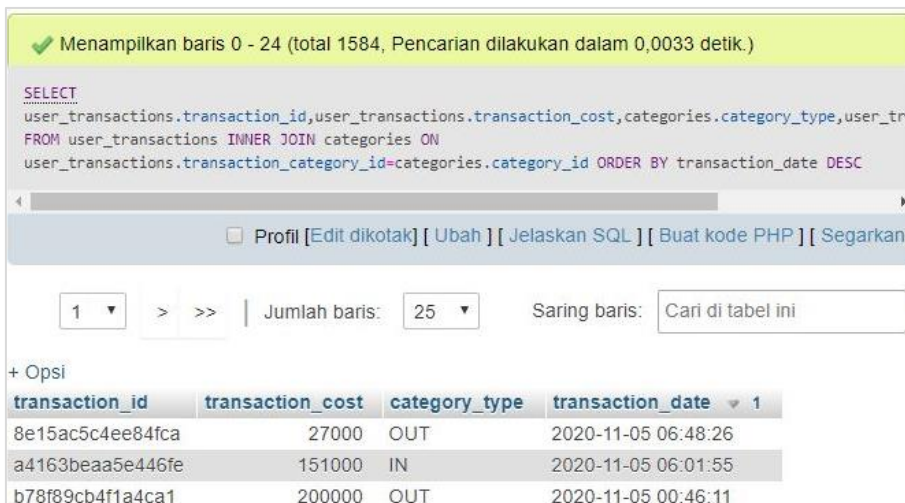 Menampilkan baris 0 - 24 (total 1584, Pencarian dilakukan dalam 0,0033 detik.)
SELECT
user_transactions.transaction_id,user_transactions.transaction_cost,categories.category_type,user_tr
FROM user_transactions INNER JOIN categories ON
user_transactions.transaction_category_id=categories.category_id ORDER BY transaction_date DESC
Profil [Edit dikotak] [ Ubah ] [ Jelaskan SQL ] [ Buat kode PHP ] [ Segarkan
1 > >> | Jumlah baris: 25 Saring baris: Cari di tabel ini
+ Opsi
transaction_id transaction_cost category_type transaction_date 1
8e15ac5c4ee84fca 27000 OUT 2020-11-05 06:48:26
a4163beaa5e446fe 151000 IN 2020-11-05 06:01:55
b78f89cb4f1a4ca1 200000 OUT 2020-11-05 00:46:11